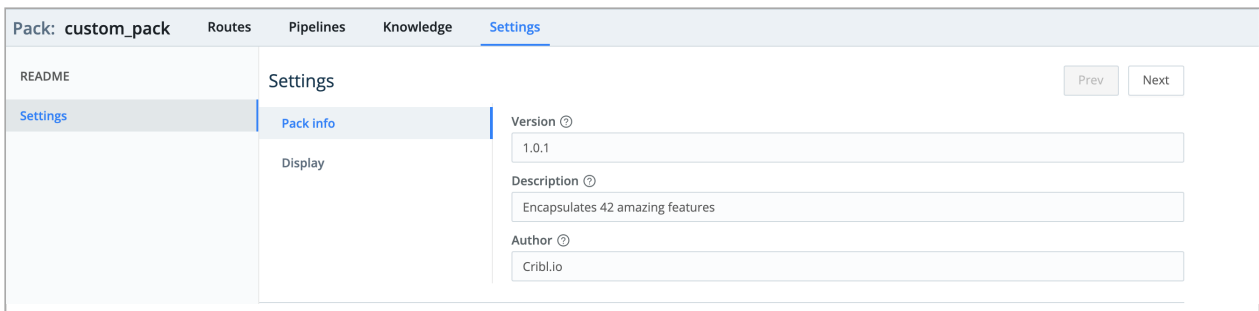 Pack: custom_pack Routes Pipelines Knowledge Settings
README
Settings
Settings
Prev Next
Pack info
Display
Version
1.0.1
Description
Encapsulates 42 amazing features
Author
Cribl.io